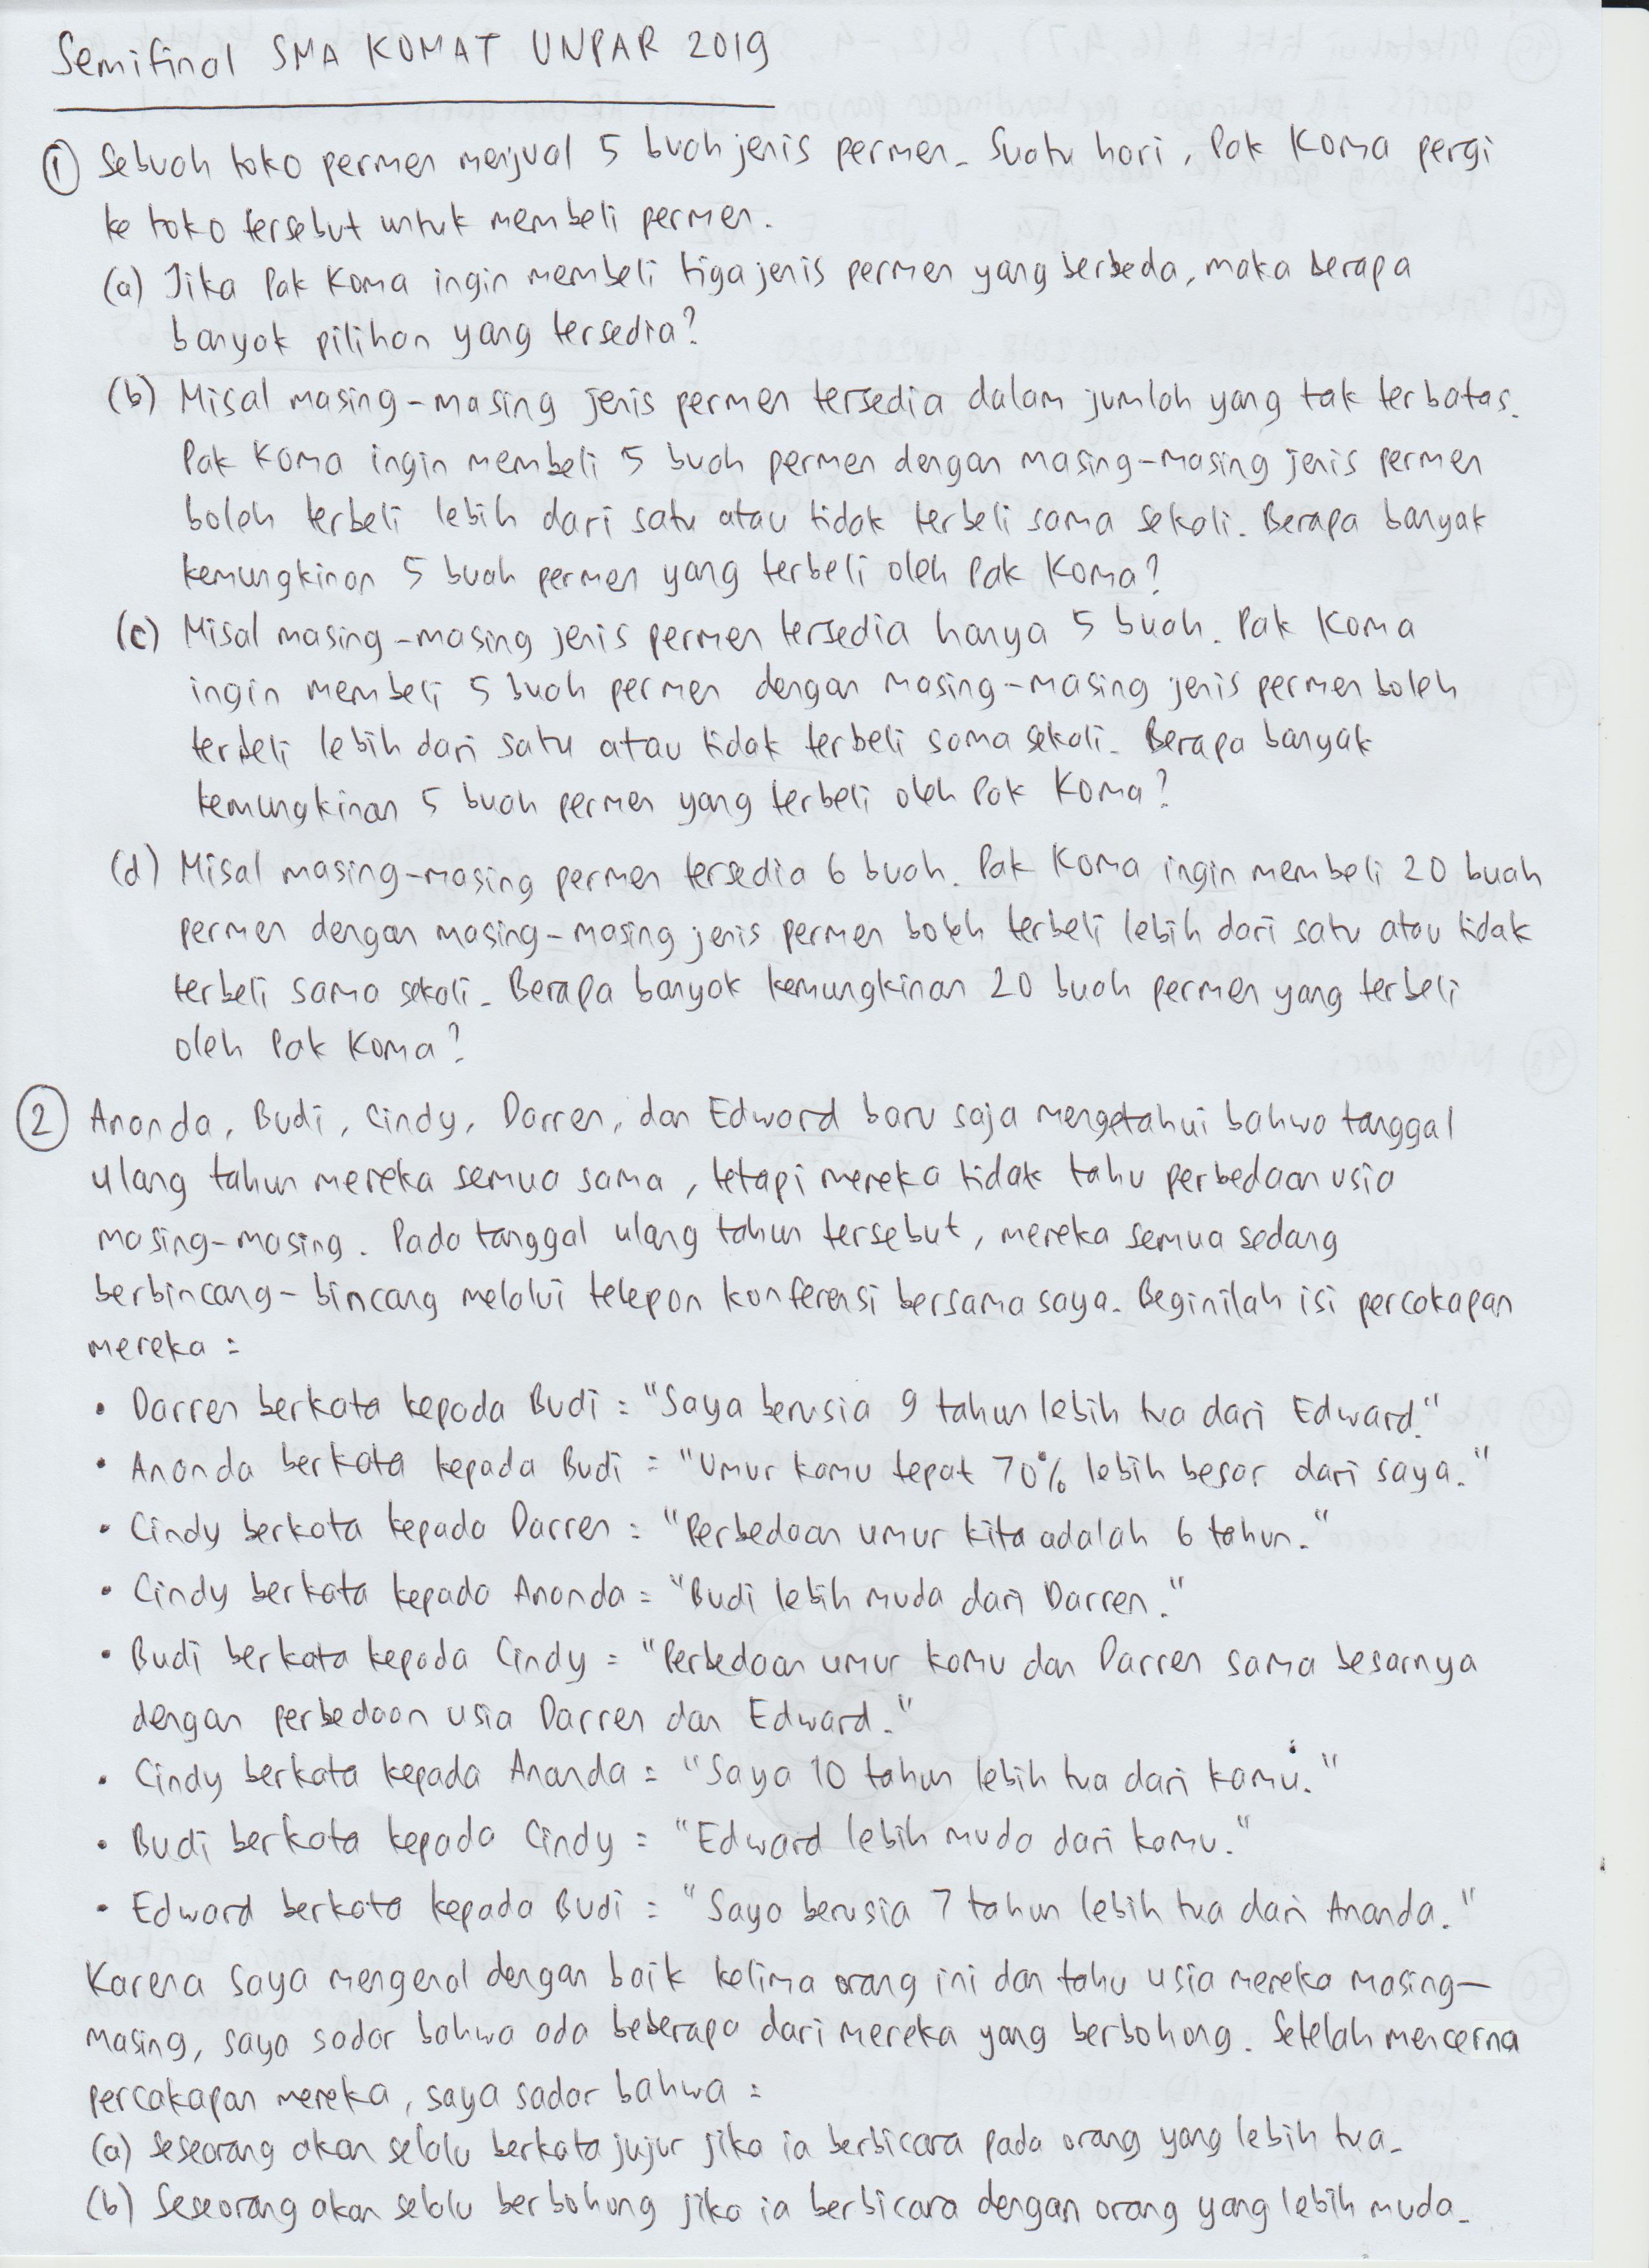 Semifinal SMA KOMAT UNPAR 2019
① Sebuah toko permen menjual 5 buah jenis permen. Suatu hari, Pak Koma pergi
ke toko tersebut untuk membeli permen.
(a) Jika Pak Koma ingin membeli tiga jenis permen yang berbeda, maka berapa
banyak pilihan yang tersedia?
(b) Misal masing-masing jenis permen tersedia dalam jumlah yang tak terbatas.
Pak Koma ingin membeli 5 buah permen dengan masing-masing jenis permen
boleh terbeli lebih dari satu atau tidak terbeli sama sekali. Berapa banyak
kemungkinan 5 buah permen yang terbeli oleh Pak Koma?
(c) Misal masing-masing jenis permen tersedia hanya 5 buah. Pak Koma
ingin membeli 5 buah permen dengan masing-masing jenis permen boleh
terbeli lebih dari satu atau tidak terbeli sama sekali. Berapa banyak
kemungkinan 5 buah permen yang terbeli oleh Pak Koma?
(d) Misal masing-masing permen tersedia 6 buah. Pak Koma ingin membeli 20 buah
permen dengan masing-masing jenis permen boleh terbeli lebih dari satu atau tidak
terbeli sama sekali. Berapa banyak kemungkinan 20 buah permen yang terbeli
oleh Pak Koma?
② Ananda, Budi, Cindy, Darren, dan Edward baru saja mengetahui bahwa tanggal
ulang tahun mereka semua sama, tetapi mereka tidak tahu perbedaan usia
masing-masing. Pada tanggal ulang tahun tersebut, mereka semua sedang
berbincang-bincang melalui telepon konferensi bersama saya. Beginilah isi percakapan
mereka:
• Darren berkata kepada Budi: "Saya berusia 9 tahun lebih tua dari Edward."
• Ananda berkata kepada Budi: "Umur kamu tepat 70% lebih besar dari saya."
• Cindy berkata kepada Darren: "Perbedaan umur kita adalah 6 tahun."
• Cindy berkata kepada Ananda: "Budi lebih muda dari Darren."
• Budi berkata kepada Cindy: "Perbedaan umur kamu dan Darren sama besarnya
dengan perbedaan usia Darren dan Edward."
• Cindy berkata kepada Ananda: "Saya 10 tahun lebih tua dari kamu."
• Budi berkata kepada Cindy: "Edward lebih muda dari kamu."
• Edward berkata kepada Budi: "Saya berusia 7 tahun lebih tua dari Ananda."
Karena saya mengenal dengan baik kelima orang ini dan tahu usia mereka masing-
masing, saya sadar bahwa ada beberapa dari mereka yang berbohong. Setelah mencerna
percakapan mereka, saya sadar bahwa:
(a) Seseorang akan selalu berkata jujur jika ia berbicara pada orang yang lebih tua.
(b) Seseorang akan selalu berbohong jika ia berbicara dengan orang yang lebih muda.